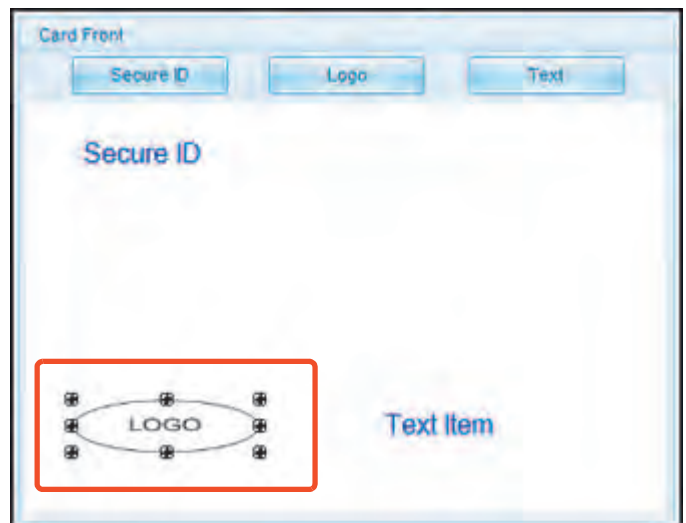 Card Front
Secure ID Logo Text
Secure ID
LOGO
Text Item